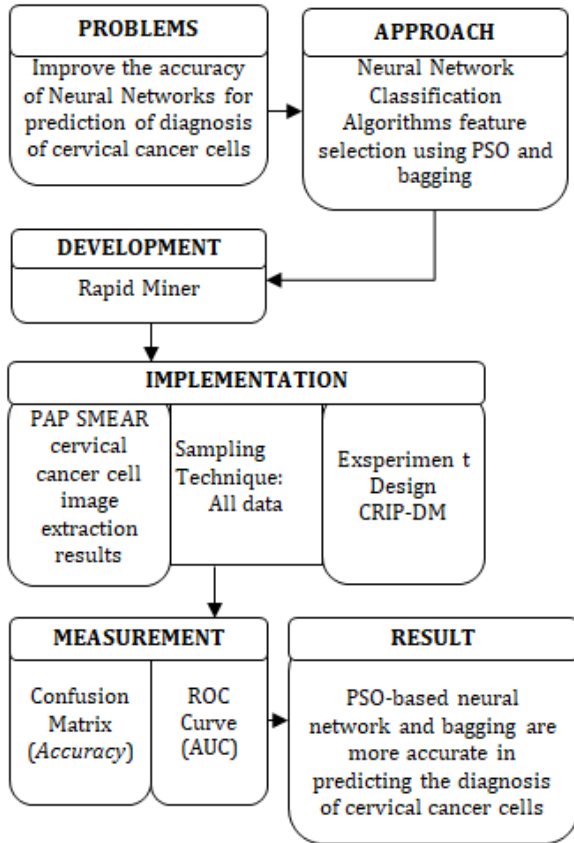 PROBLEMS
Improve the accuracy
of Neural Networks for
prediction of diagnosis
of cervical cancer cells
APPROACH
Neural Network
Classification
Algorithms feature
selection using PSO and
bagging
DEVELOPMENT
Rapid Miner
IMPLEMENTATION
PAP SMEAR
cervical
cancer cell
image
extraction
results
Sampling
Technique:
All data
Exsperimen t
Design
CRIP-DM
MEASUREMENT
Confusion
Matrix
(Accuracy)
ROC
Curve
(AUC)
RESULT
PSO-based neural
network and bagging are
more accurate in
predicting the diagnosis
of cervical cancer cells